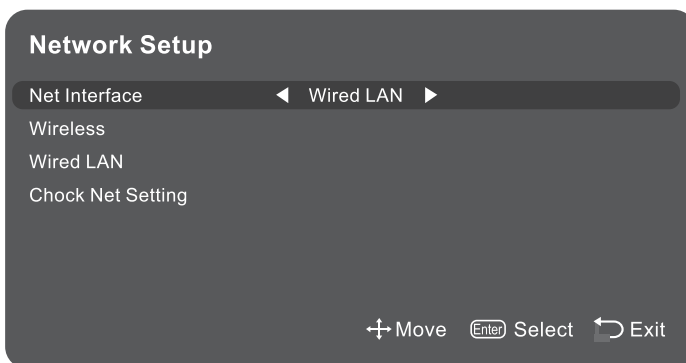 Network Setup
Net Interface Wired LAN
Wireless
Wired LAN
Chock Net Setting
Move Enter Select Exit